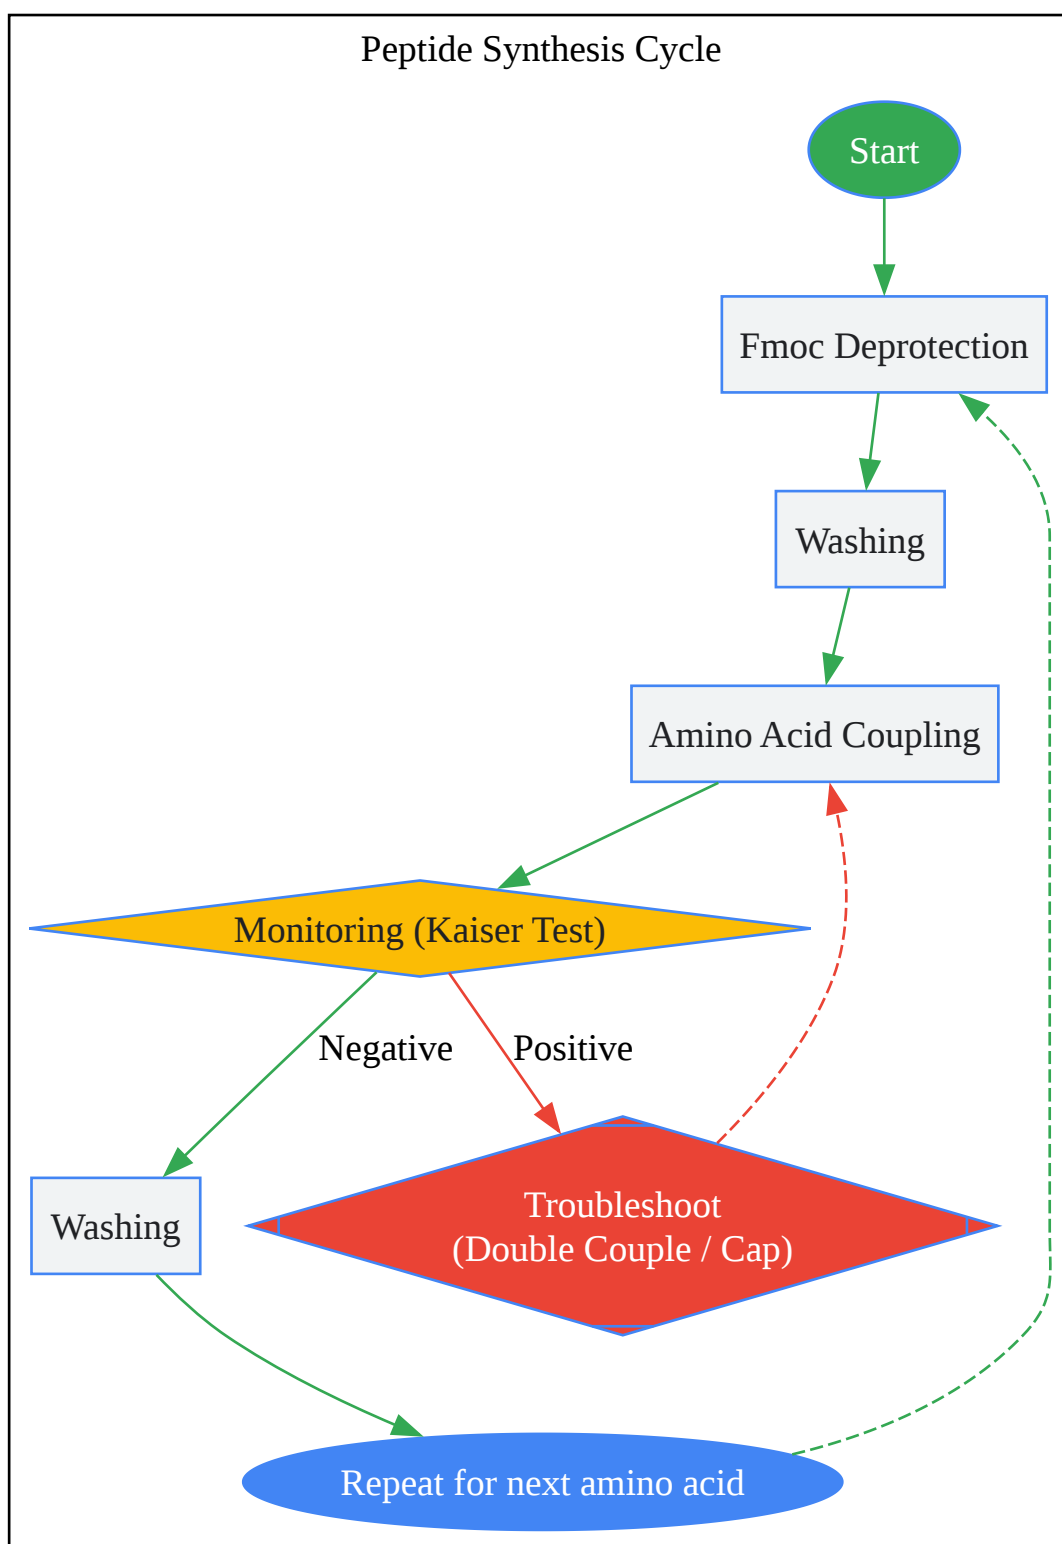 Peptide Synthesis Cycle
Start
Fmoc Deprotection
Washing
Amino Acid Coupling
Monitoring (Kaiser Test)
Negative
Positive
Washing
Troubleshoot
(Double Couple / Cap)
Repeat for next amino acid